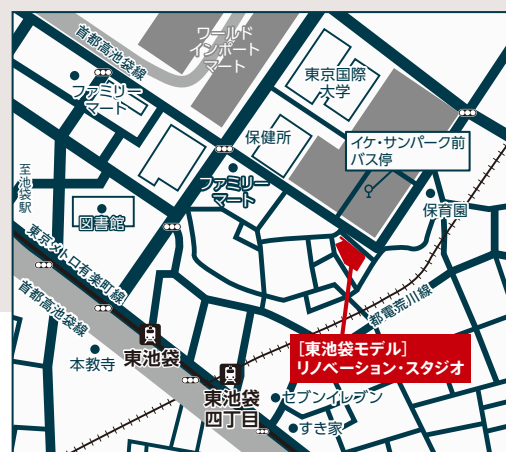 首都高池袋線
ワールド
インポート
マート
ファミリー
マート
東京国際
大学
保健所
イケ・サンパーク前
バス停
至池袋駅
ファミリー
マート
保育園
図書館
東京メトロ有楽町線
首都高池袋線
都電荒川線
東池袋
[東池袋モデル]
リノベーション・スタジオ
本教寺
東池袋
四丁目
セブンイレブン
すき家